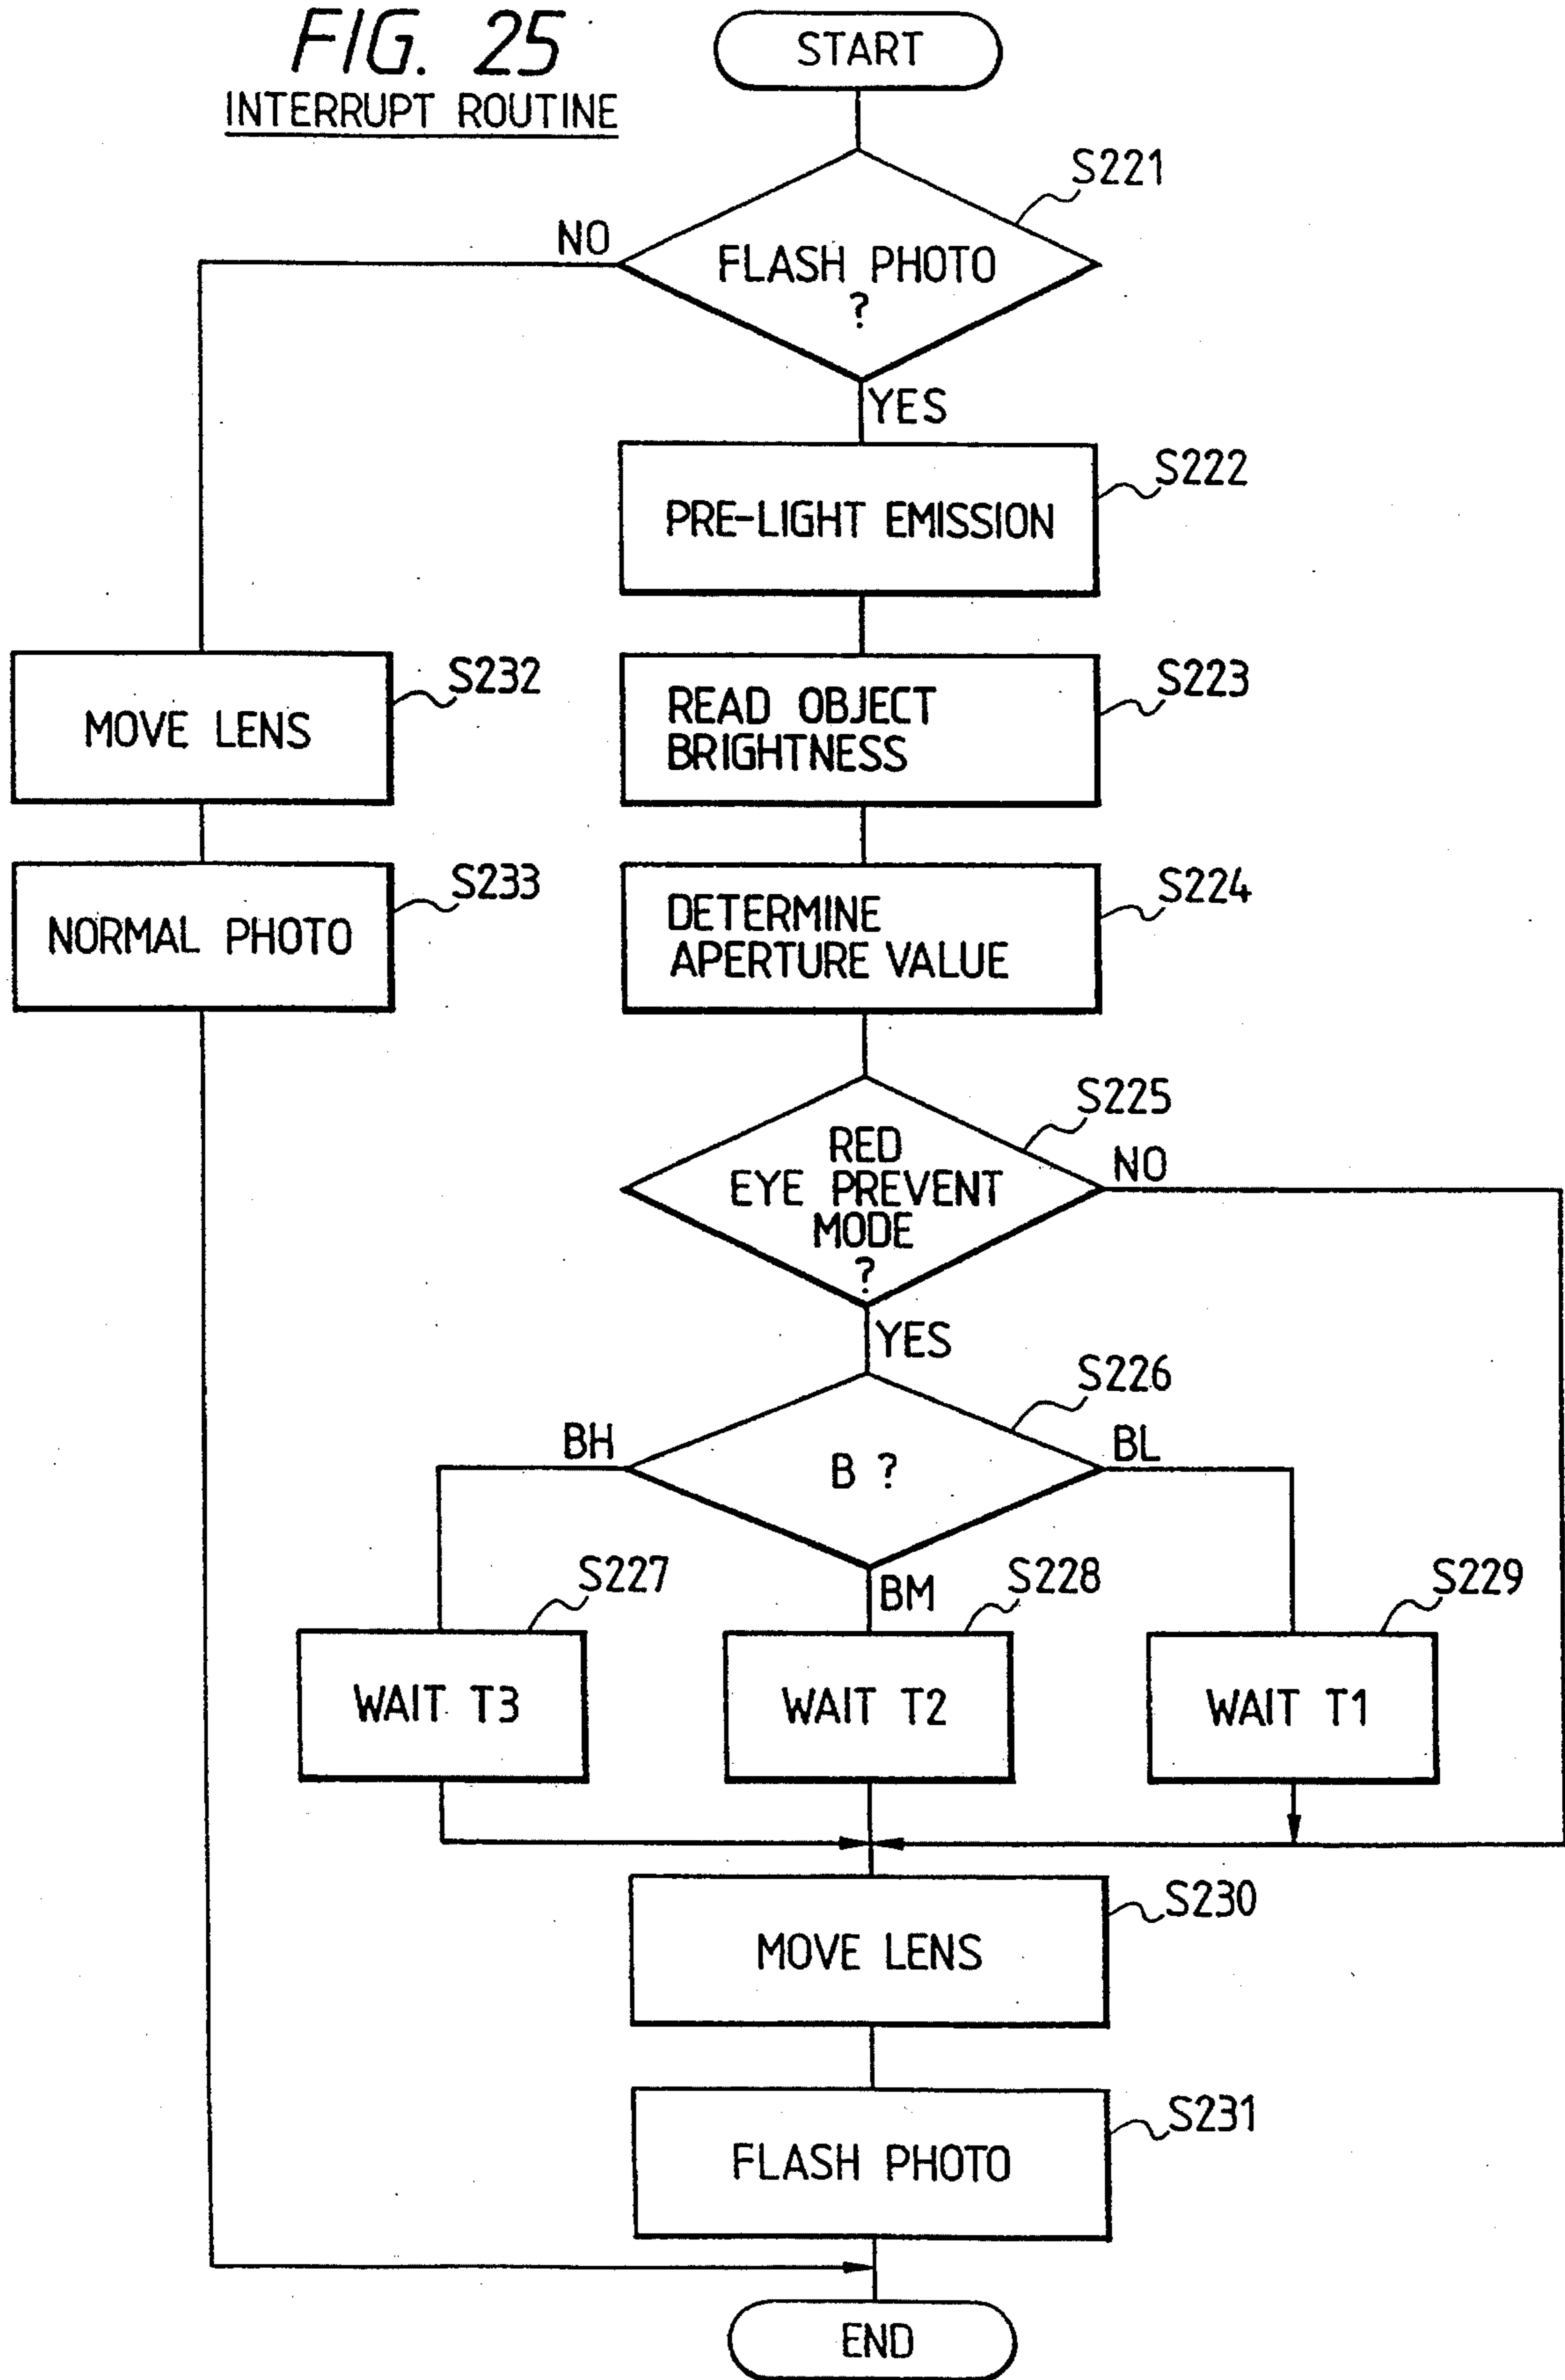 FIG. 25
INTERRUPT ROUTINE
START
S221
NO
FLASH PHOTO
?
YES
S222
PRE-LIGHT EMISSION
S232
MOVE LENS
S223
READ OBJECT
BRIGHTNESS
S233
NORMAL PHOTO
S224
DETERMINE
APERTURE VALUE
S225
RED
EYE PREVENT
MODE
?
NO
YES
S226
BH
B ?
BL
BM
S227
S228
S229
WAIT T3
WAIT T2
WAIT T1
S230
MOVE LENS
S231
FLASH PHOTO
END